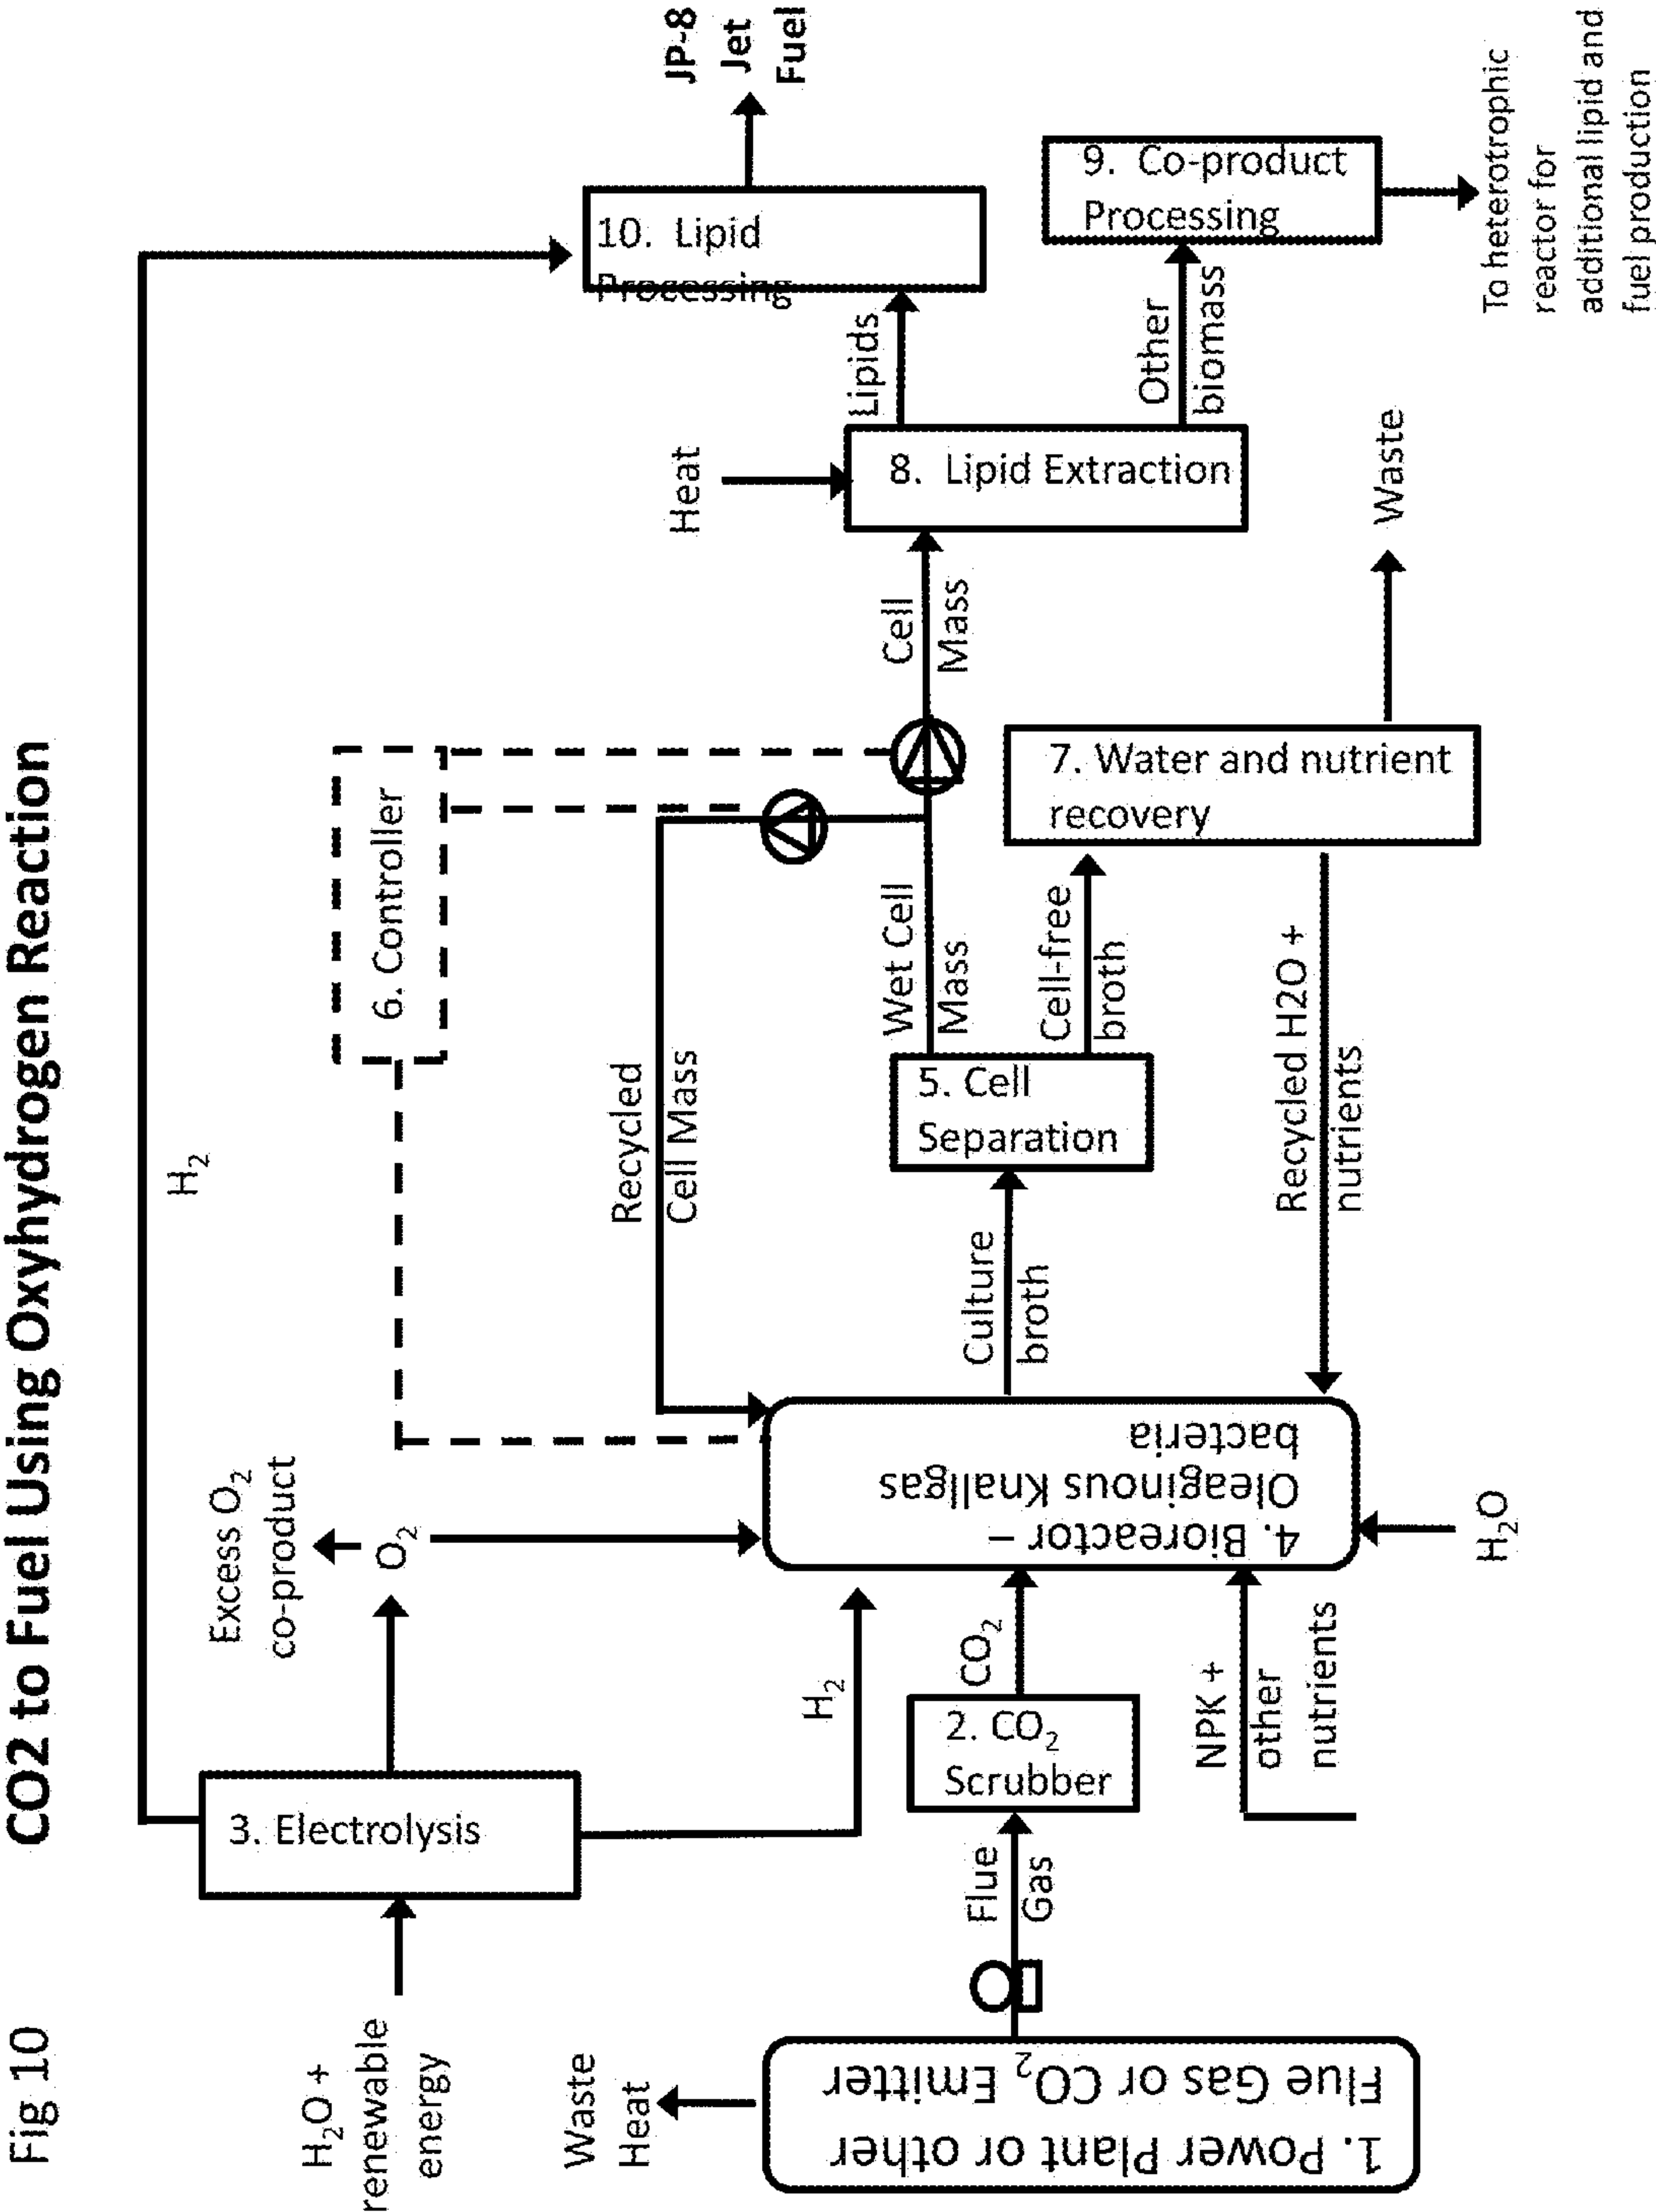 Fig 10
CO2 to Fuel Using Oxyhydrogen Reaction
H₂
H₂O +
renewable
energy
3. Electrolysis
Excess O₂
co-product
O₂
6. Controller
Waste
Heat
H₂
Recycled
Cell Mass
Heat
10. Lipid
Processing
JP-8
Jet
Fuel
1. Power Plant or other
Flue Gas or CO₂ Emitter
Flue
Gas
2. CO₂
Scrubber
CO₂
4. Bioreactor –
Oleaginous Knallgas
bacteria
Culture
broth
5. Cell
Separation
Wet Cell
Mass
Cell
Mass
8. Lipid Extraction
Lipids
Other
biomass
9. Co-product
Processing
Cell-free
broth
7. Water and nutrient
recovery
NPK +
other
nutrients
Recycled H2O +
nutrients
Waste
H₂O
To heterotrophic
reactor for
additional lipid and
fuel production